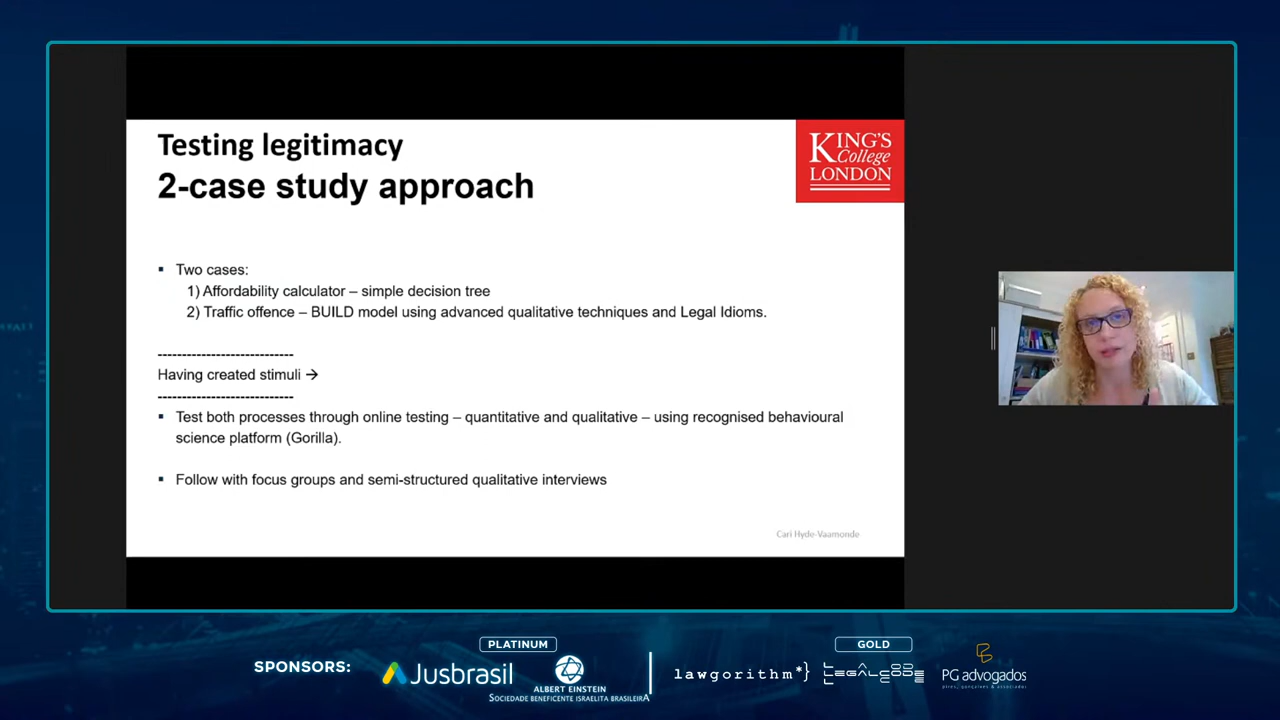 Testing legitimacy
2-case study approach
KING'S
College
LONDON
▪ Two cases:
1) Affordability calculator – simple decision tree
2) Traffic offence – BUILD model using advanced qualitative techniques and Legal Idioms.
---------------------------
Having created stimuli →
---------------------------
▪ Test both processes through online testing – quantitative and qualitative – using recognised behavioural
science platform (Gorilla).
▪ Follow with focus groups and semi-structured qualitative interviews
Cari Hyde-Vaamonde
SPONSORS:
PLATINUM
Jusbrasil
ALBERT EINSTEIN
SOCIEDADE BENEFICENTE ISRAELITA BRASILEIRA
GOLD
lawgorithm*}
LEGALCODE
PG advogados